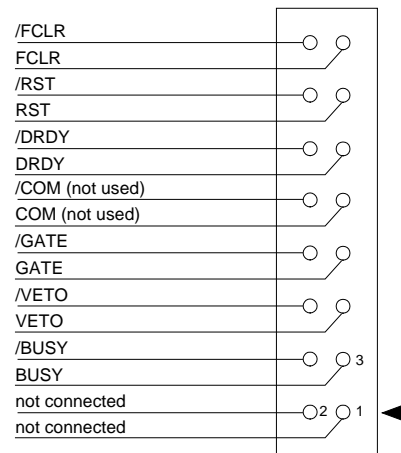 /FCLR
FCLR
/RST
RST
/DRDY
DRDY
/COM (not used)
COM (not used)
/GATE
GATE
/VETO
VETO
/BUSY
3
BUSY
not connected
2 1
not connected